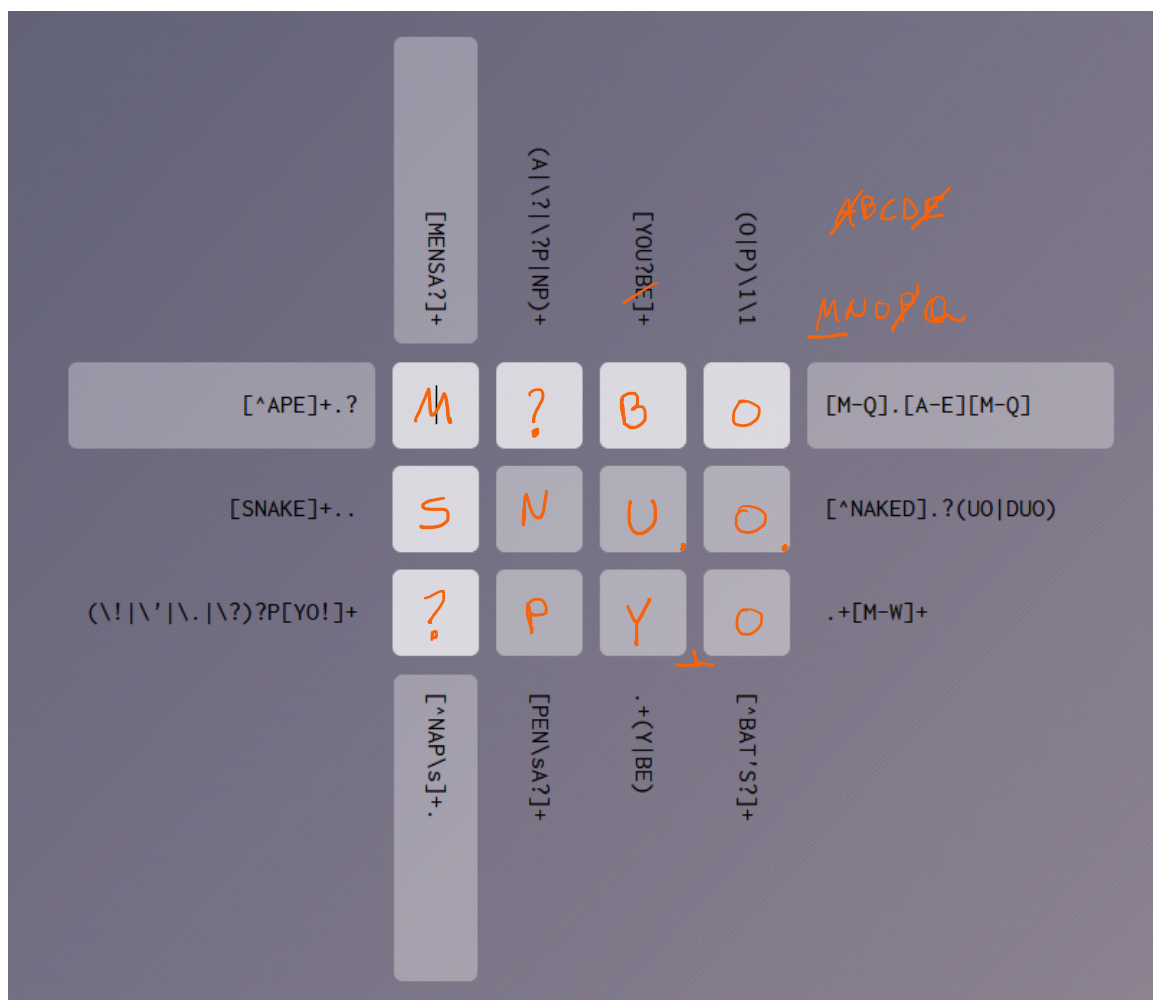 [MENSA?]+
(A|\?|\?P|NP)+
[YOU?BE]+
(O|P)\1\1
ABCDE
MNOPQ
[^APE]+.?
M ? B O
[M-Q].[A-E][M-Q]
[SNAKE]+..
S N U O
[^NAKED].?(UO|DUO)
(\!|\'|\.|\?)?P[YO!]+
? P Y O
.+[M-W]+
[^NAP\s]+.
[PEN\sA?]+
.+(Y|BE)
[^BAT'S?]+